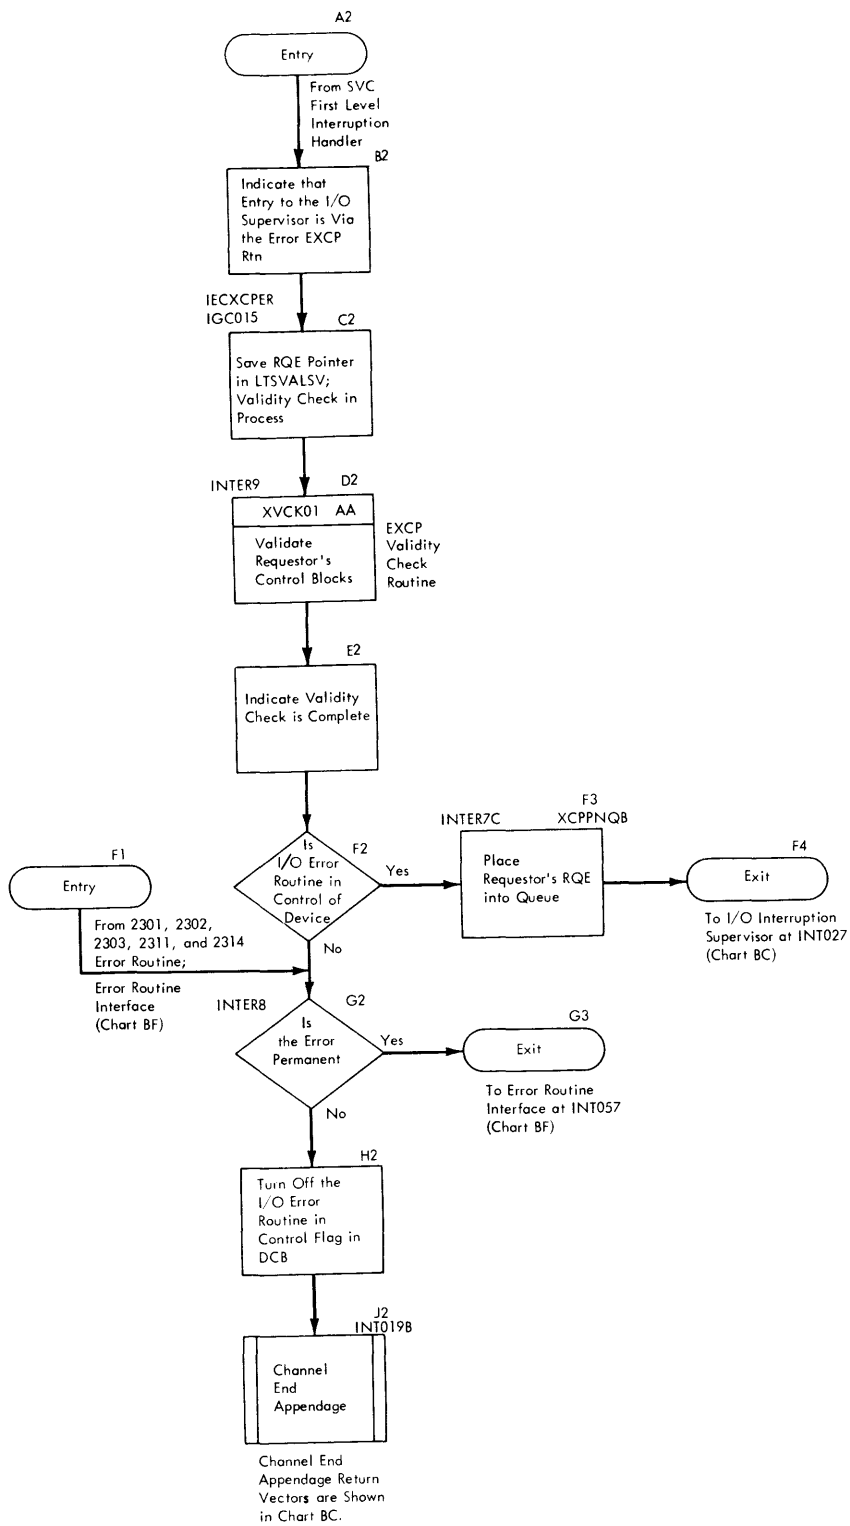 A2
Entry
From SVC
First Level
Interruption
Handler
B2
Indicate that
Entry to the I/O
Supervisor is Via
the Error EXCP
Rtn
IECXCPER
IGC015
C2
Save RQE Pointer
in LTSVALSV;
Validity Check in
Process
INTER9
D2
XVCK01 AA
Validate
Requestor's
Control Blocks
EXCP
Validity
Check
Routine
E2
Indicate Validity
Check is Complete
F2
Is
I/O Error
Routine in
Control of
Device
Yes
No
INTER7C
F3
XCPPNQB
Place
Requestor's RQE
into Queue
F4
Exit
To I/O Interruption
Supervisor at INT027
(Chart BC)
F1
Entry
From 2301, 2302,
2303, 2311, and 2314
Error Routine;
Error Routine
Interface
(Chart BF)
INTER8
G2
Is
the Error
Permanent
Yes
No
G3
Exit
To Error Routine
Interface at INT057
(Chart BF)
H2
Turn Off the
I/O Error
Routine in
Control Flag in
DCB
J2
INT019B
Channel
End
Appendage
Channel End
Appendage Return
Vectors are Shown
in Chart BC.